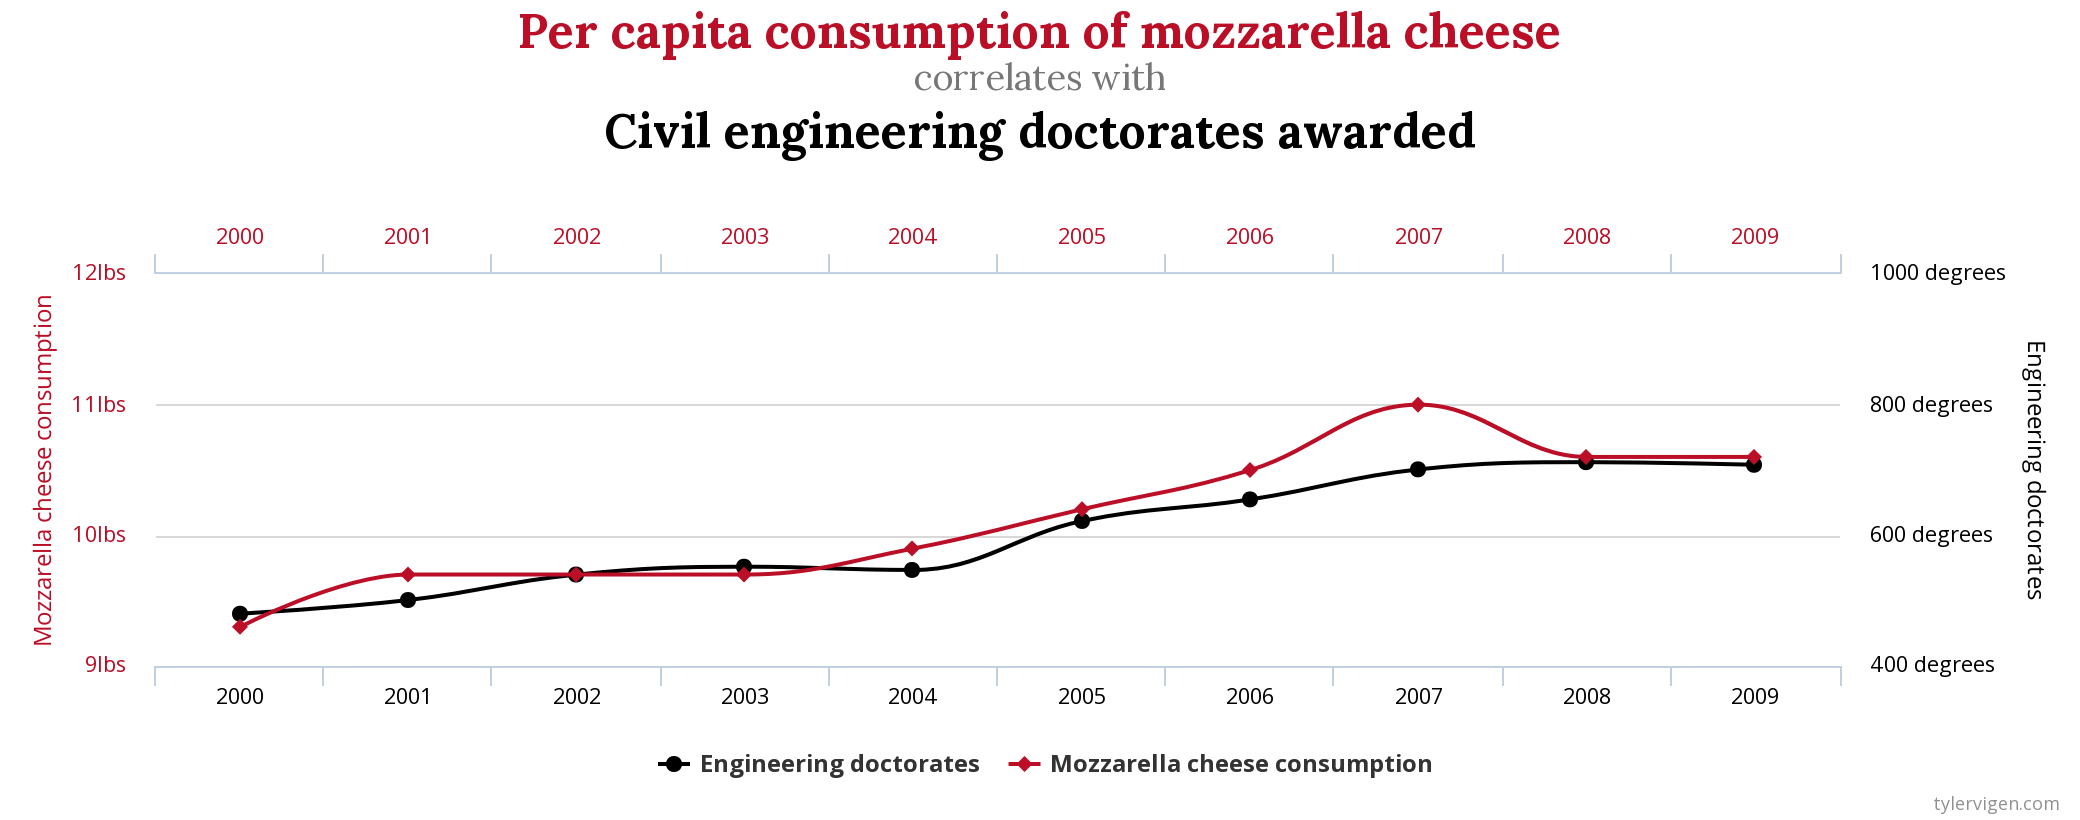 Per capita consumption of mozzarella cheese
correlates with
Civil engineering doctorates awarded
2000 2001 2002 2003 2004 2005 2006 2007 2008 2009
Mozzarella cheese consumption
12lbs
11lbs
10lbs
9lbs
1000 degrees
800 degrees
600 degrees
400 degrees
Engineering doctorates
2000 2001 2002 2003 2004 2005 2006 2007 2008 2009
Engineering doctorates Mozzarella cheese consumption
tylervigen.com